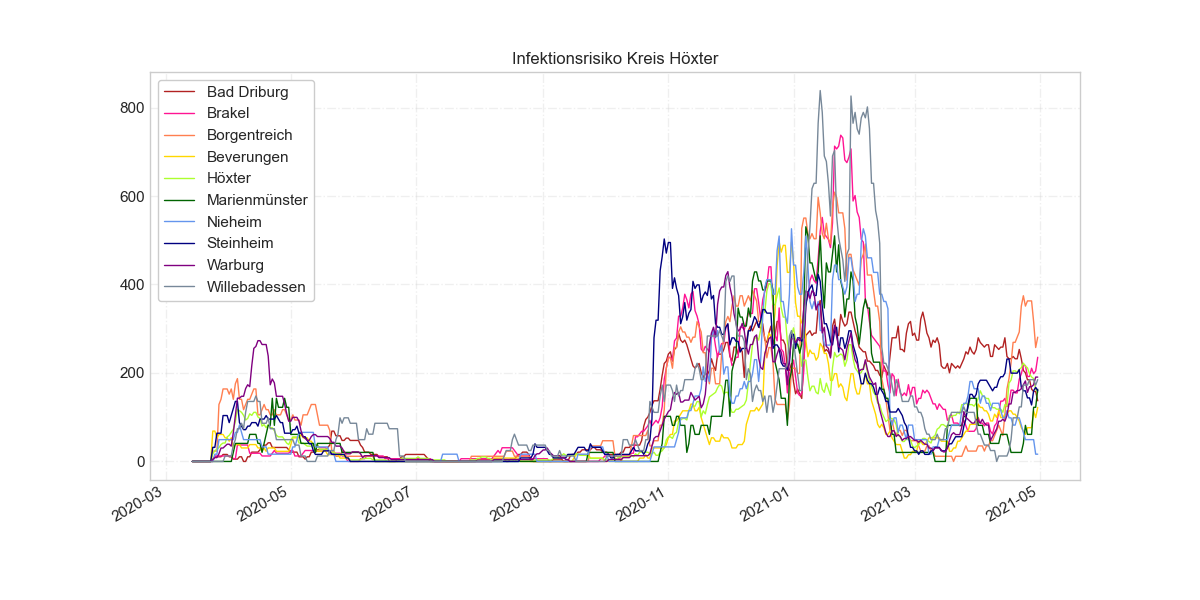 Infektionsrisiko Kreis Höxter
Bad Driburg
Brakel
Borgentreich
Beverungen
Höxter
Marienmünster
Nieheim
Steinheim
Warburg
Willebadessen
800
600
400
200
0
2020-03
2020-05
2020-07
2020-09
2020-11
2021-01
2021-03
2021-05